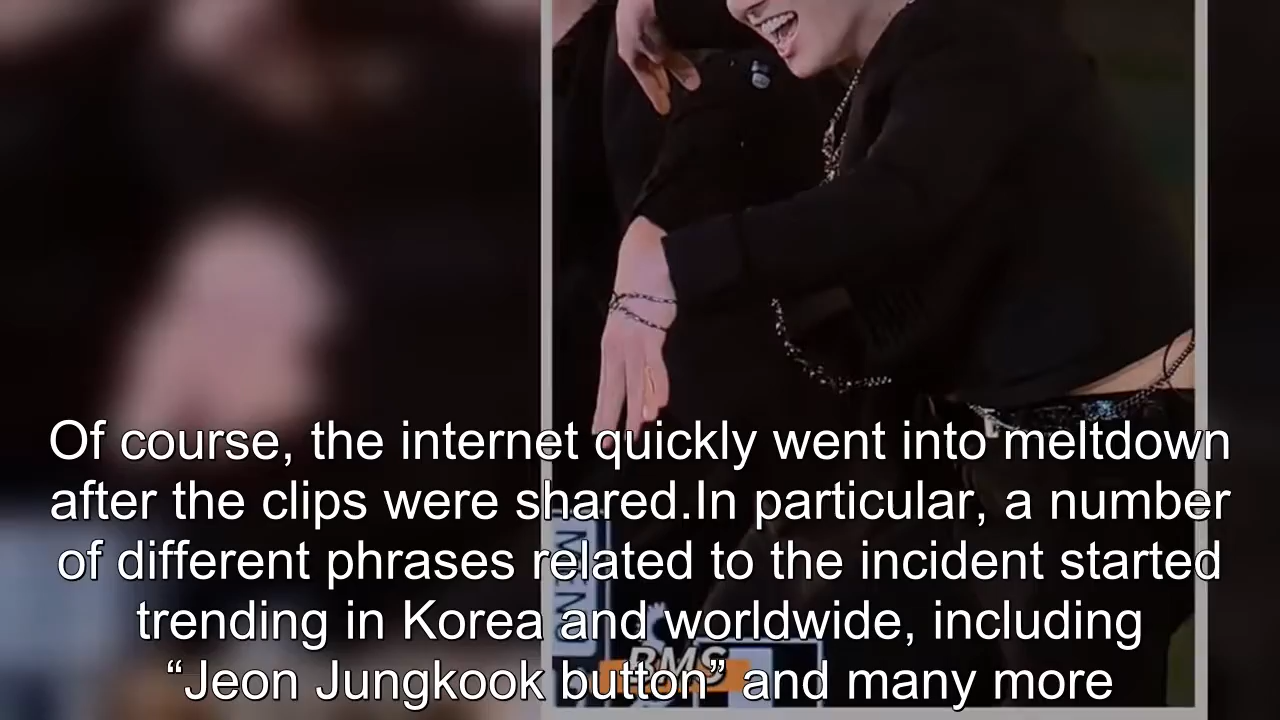 Of course, the internet quickly went into meltdown
after the clips were shared.In particular, a number
of different phrases related to the incident started
trending in Korea and worldwide, including
“Jeon Jungkook button” and many more
BMS